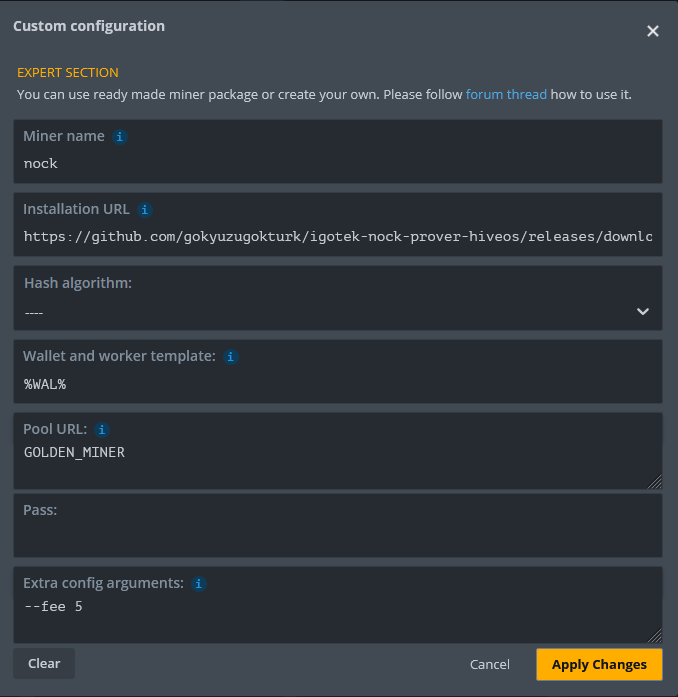 Custom configuration
EXPERT SECTION
You can use ready made miner package or create your own. Please follow forum thread how to use it.
Miner name i
nock
Installation URL i
https://github.com/gokyuzugokturk/igotek-nock-prover-hiveos/releases/downlo
Hash algorithm:
----
Wallet and worker template: i
%WAL%
Pool URL: i
GOLDEN_MINER
Pass:
Extra config arguments: i
--fee 5
Clear
Cancel
Apply Changes